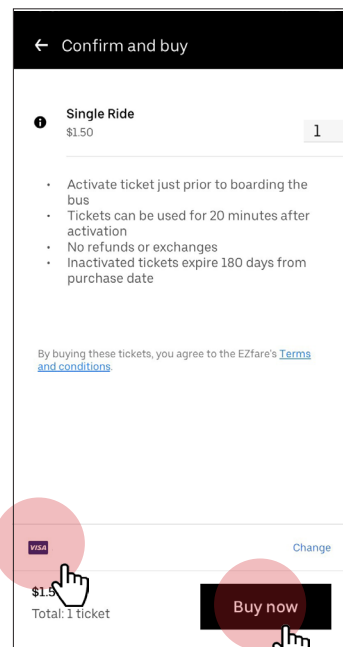 ← Confirm and buy
Single Ride
$1.50
1
• Activate ticket just prior to boarding the
bus
• Tickets can be used for 20 minutes after
activation
• No refunds or exchanges
• Inactivated tickets expire 180 days from
purchase date
By buying these tickets, you agree to the EZfare's Terms
and conditions.
VISA
Change
$1.5
Total: 1 ticket
Buy now